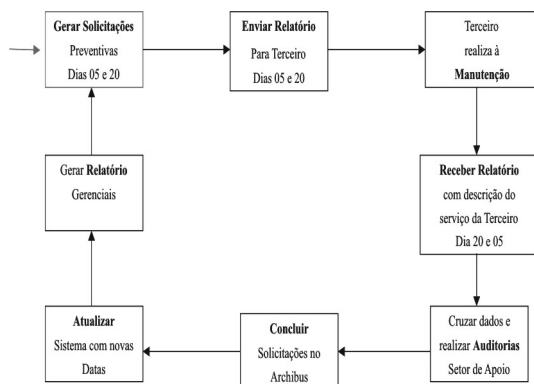 Gerar Solicitações
Preventivas
Dias 05 e 20
Enviar Relatório
Para Terceiro
Dias 05 e 20
Terceiro
realiza à
Manutenção
Receber Relatório
com descrição do
serviço da Terceiro
Dia 20 e 05
Cruzar dados e
realizar Auditorias
Setor de Apoio
Concluir
Solicitações no
Archibus
Atualizar
Sistema com novas
Datas
Gerar Relatório
Gerenciais